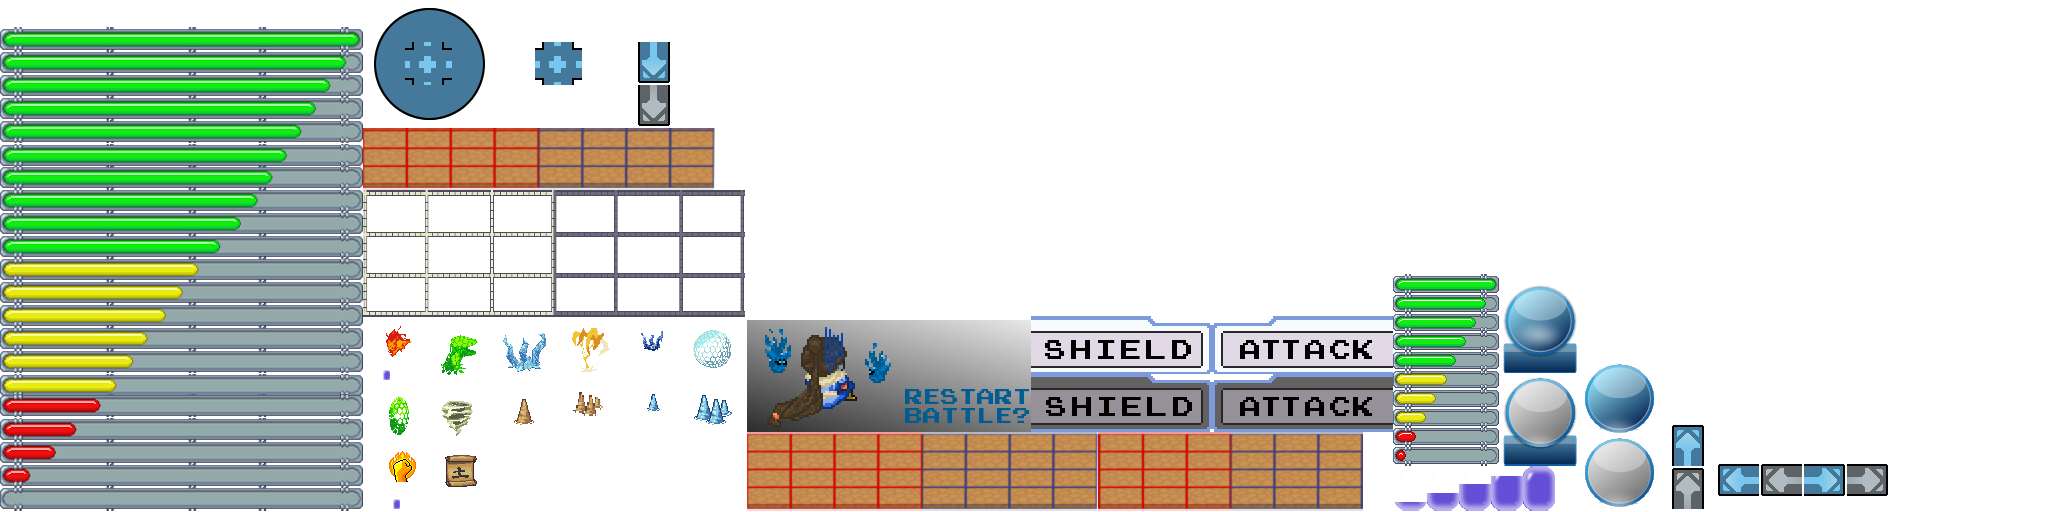 RESTART
BATTLE?
SHIELD
ATTACK
SHIELD
ATTACK